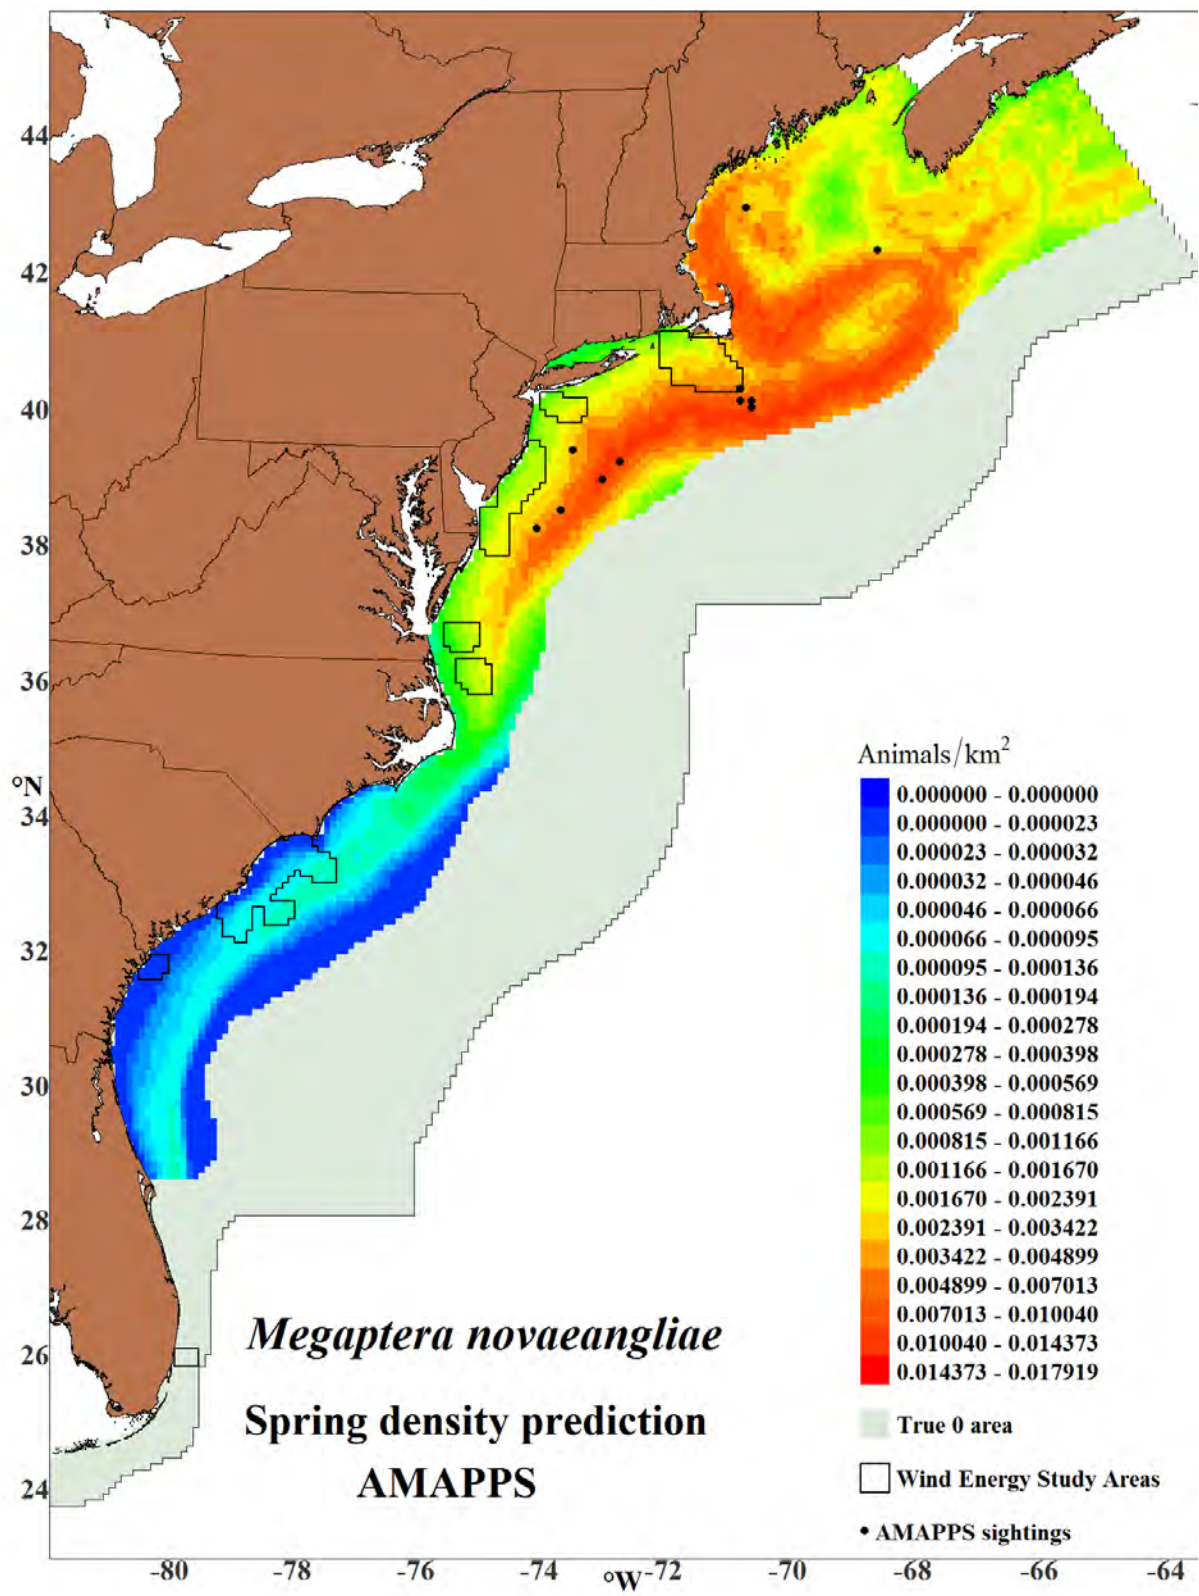 44
42
40
38
36
°N
34
32
30
28
26
24
Animals/km²
0.000000 - 0.000000
0.000000 - 0.000023
0.000023 - 0.000032
0.000032 - 0.000046
0.000046 - 0.000066
0.000066 - 0.000095
0.000095 - 0.000136
0.000136 - 0.000194
0.000194 - 0.000278
0.000278 - 0.000398
0.000398 - 0.000569
0.000569 - 0.000815
0.000815 - 0.001166
0.001166 - 0.001670
0.001670 - 0.002391
0.002391 - 0.003422
0.003422 - 0.004899
0.004899 - 0.007013
0.007013 - 0.010040
0.010040 - 0.014373
0.014373 - 0.017919
True 0 area
Wind Energy Study Areas
AMAPPS sightings
Megaptera novaeangliae
Spring density prediction
AMAPPS
-80 -78 -76 -74 °W -72 -70 -68 -66 -64